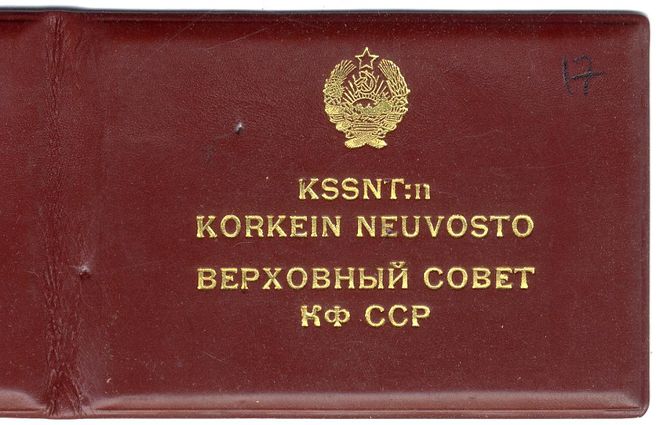 17
KSSNT:n
KORKEIN NEUVOSTO
ВЕРХОВНЫЙ СОВЕТ
КФ ССР